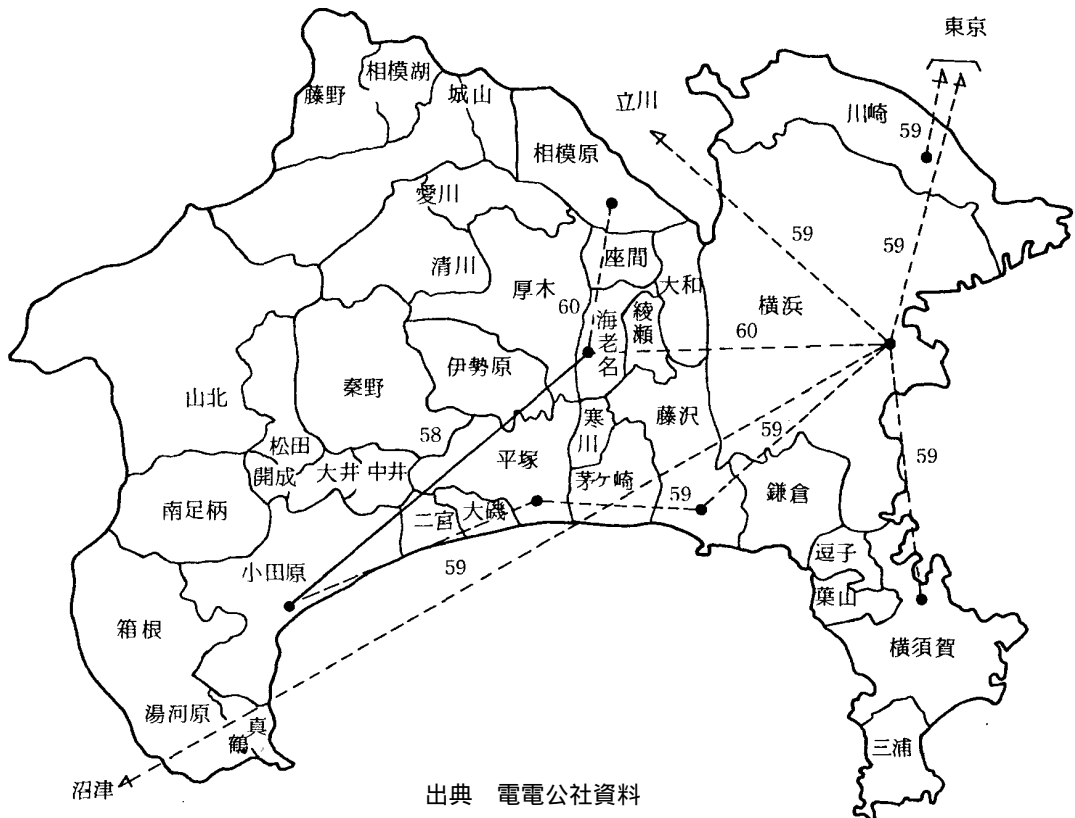 東京
相模湖
藤野
城山
立川
川崎
59
相模原
愛川
59
59
清川
座間
厚木
大和
横浜
60
海老名
綾瀬
60
伊勢原
秦野
山北
寒川
藤沢
58
59
松田
平塚
59
開成
大井
中井
茅ケ崎
59
鎌倉
南足柄
二宮
大磯
逗子
小田原
59
葉山
箱根
横須賀
湯河原
真鶴
三浦
沼津
出典 電電公社資料